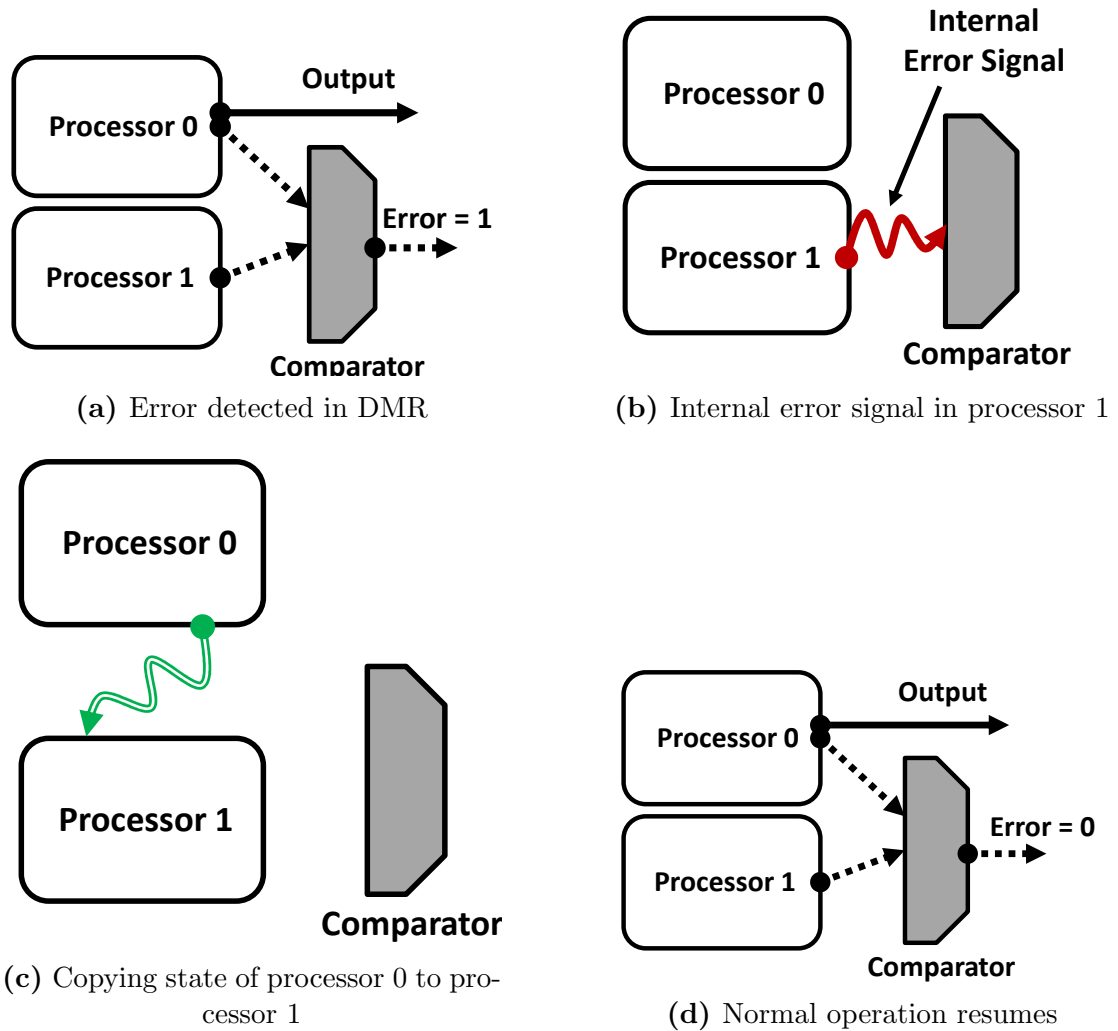 Output
Processor 0
Error = 1
Processor 1
Comparator
(a) Error detected in DMR
Internal
Error Signal
Processor 0
Processor 1
Comparator
(b) Internal error signal in processor 1
Processor 0
Processor 1
Comparator
(c) Copying state of processor 0 to pro-
cessor 1
Output
Processor 0
Error = 0
Processor 1
Comparator
(d) Normal operation resumes